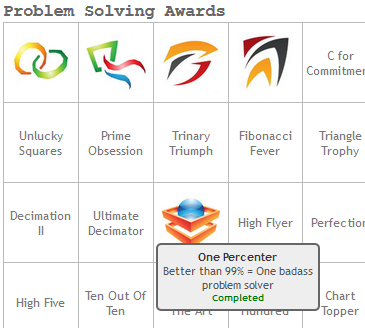 Problem Solving Awards
C for
Commitmen
Unlucky
Squares
Prime
Obsession
Trinary
Triumph
Fibonacci
Fever
Triangle
Trophy
Decimation
II
Ultimate
Decimator
High Flyer
Perfection
One Percenter
Better than 99% = One badass
problem solver
Completed
High Five
Ten Out Of
Ten
The Art
Hundred
Chart
Topper